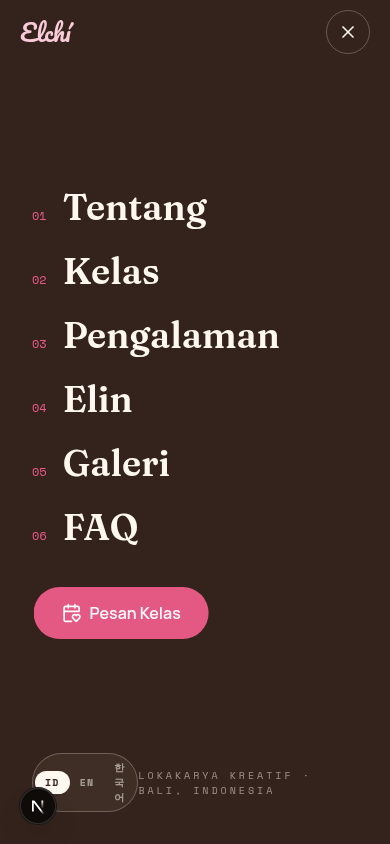 Elchí
01 Tentang
02 Kelas
03 Pengalaman
04 Elin
05 Galeri
06 FAQ
Pesan Kelas
ID EN 한국어
LOKAKARYA KREATIF ·
BALI, INDONESIA
N